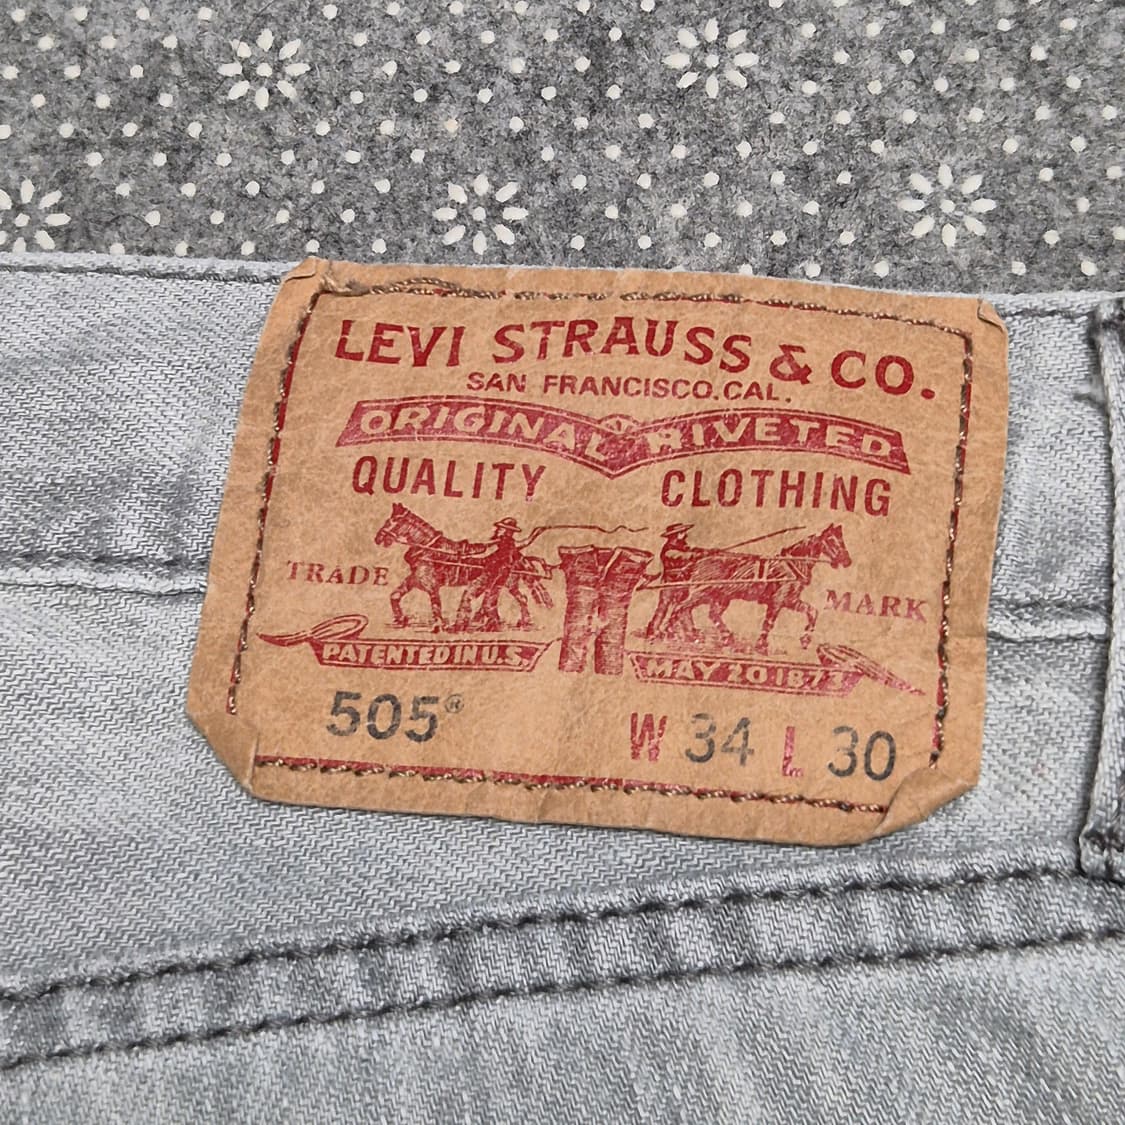 LEVI STRAUSS & CO.
SAN FRANCISCO, CAL.
ORIGINAL RIVETED
QUALITY CLOTHING
TRADE MARK
PATENTED IN U.S. MAY 20 1873
505® W 34 L 30